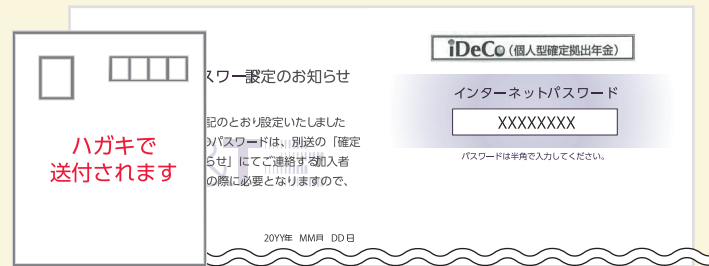 ハガキで
送付されます
スワード設定のお知らせ
記のとおり設定いたしました
パスワードは、別送の「確定
らせ」にてご連絡する加入者
の際に必要となりますので、
20YY年 MM月 DD日
iDeCo(個人型確定拠出年金)
インターネットパスワード
XXXXXXXX
パスワードは半角で入力してください。